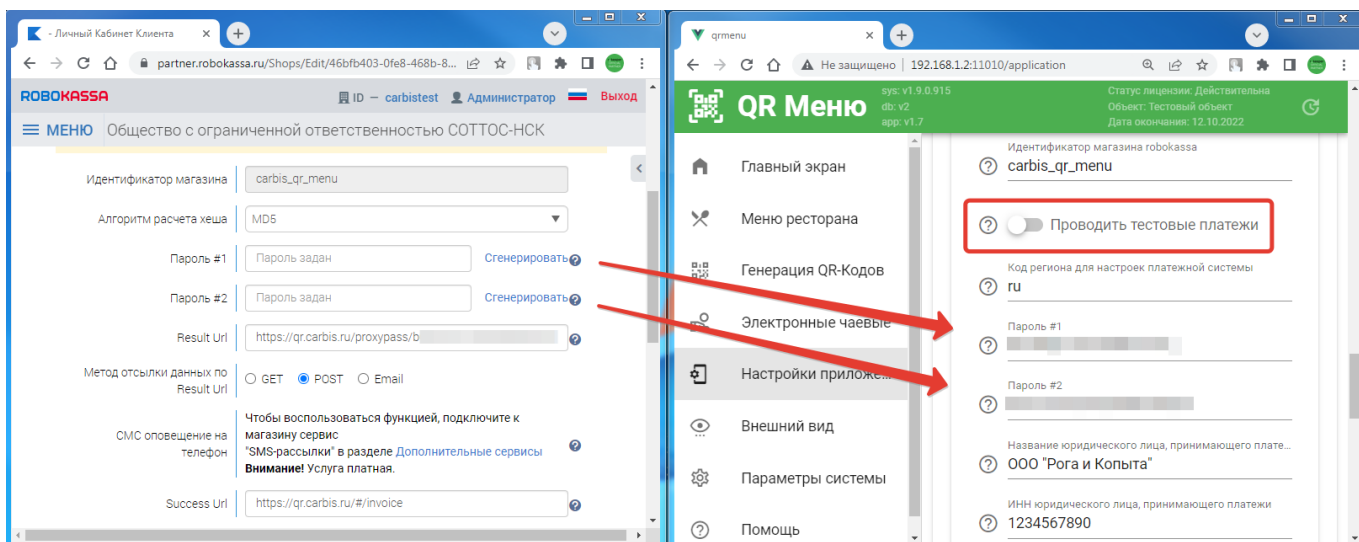 - Личный Кабинет Клиента
partner.robokassa.ru/Shops/Edit/46bfb403-0fe8-468b-8...
ROBOKASSA
ID — carbistest
Администратор
Выход
МЕНЮ
Общество с ограниченной ответственностью СОТТОС-НСК
Идентификатор магазина
carbis_qr_menu
Алгоритм расчета хеша
MD5
Пароль #1
Пароль задан
Сгенерировать
Пароль #2
Пароль задан
Сгенерировать
Result Url
https://qr.carbis.ru/proxypass/b
Метод отсылки данных по
Result Url
GET
POST
Email
СМС оповещение на
телефон
Чтобы воспользоваться функцией, подключите к
магазину сервис
"SMS-рассылки" в разделе Дополнительные сервисы
Внимание! Услуга платная.
Success Url
https://qr.carbis.ru/#/invoice
qrmenu
Не защищено
192.168.1.2:11010/application
QR Меню
sys: v1.9.0.915
db: v2
app: v1.7
Статус лицензии: Действительна
Объект: Тестовый объект
Дата окончания: 12.10.2022
Главный экран
Меню ресторана
Генерация QR-Кодов
Электронные чаевые
Настройки приложе...
Внешний вид
Параметры системы
Помощь
Идентификатор магазина robokassa
carbis_qr_menu
Проводить тестовые платежи
Код региона для настроек платежной системы
ru
Пароль #1
Пароль #2
Название юридического лица, принимающего плате...
ООО "Рога и Копыта"
ИНН юридического лица, принимающего платежи
1234567890